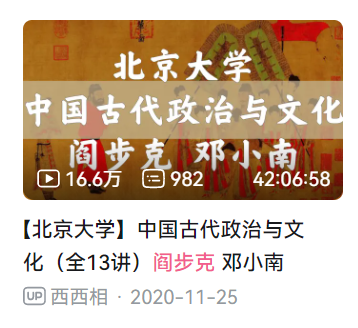 北京大学
中国古代政治与文化
阎步克 邓小南
16.6万 982 42:06:58
【北京大学】中国古代政治与文
化（全13讲）阎步克 邓小南
UP 西西相 · 2020-11-25